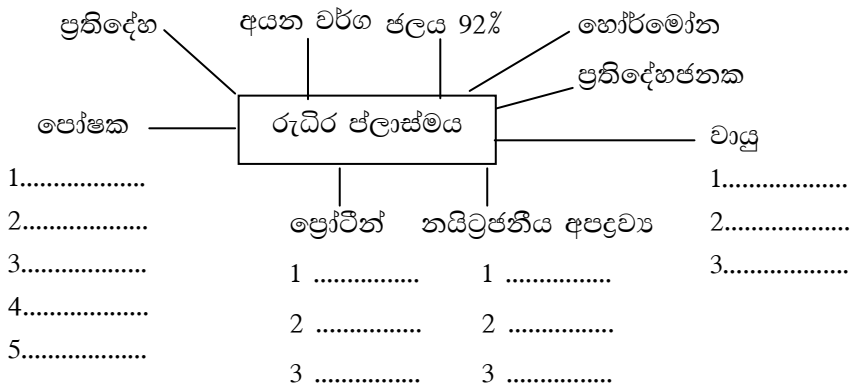 ප්‍රතිදේහ අයන වර්ග ජලය 92% හෝර්මෝන
ප්‍රතිදේහජනක
පෝෂක රුධිර ප්ලාස්මය වායු
1................... 1...................
2................... ප්‍රෝටීන් නයිට්‍රජනීය අපද්‍රව්‍ය 2...................
3................... 1 ................ 1 ................ 3...................
4................... 2 ................ 2 ................
5................... 3 ................ 3 ................